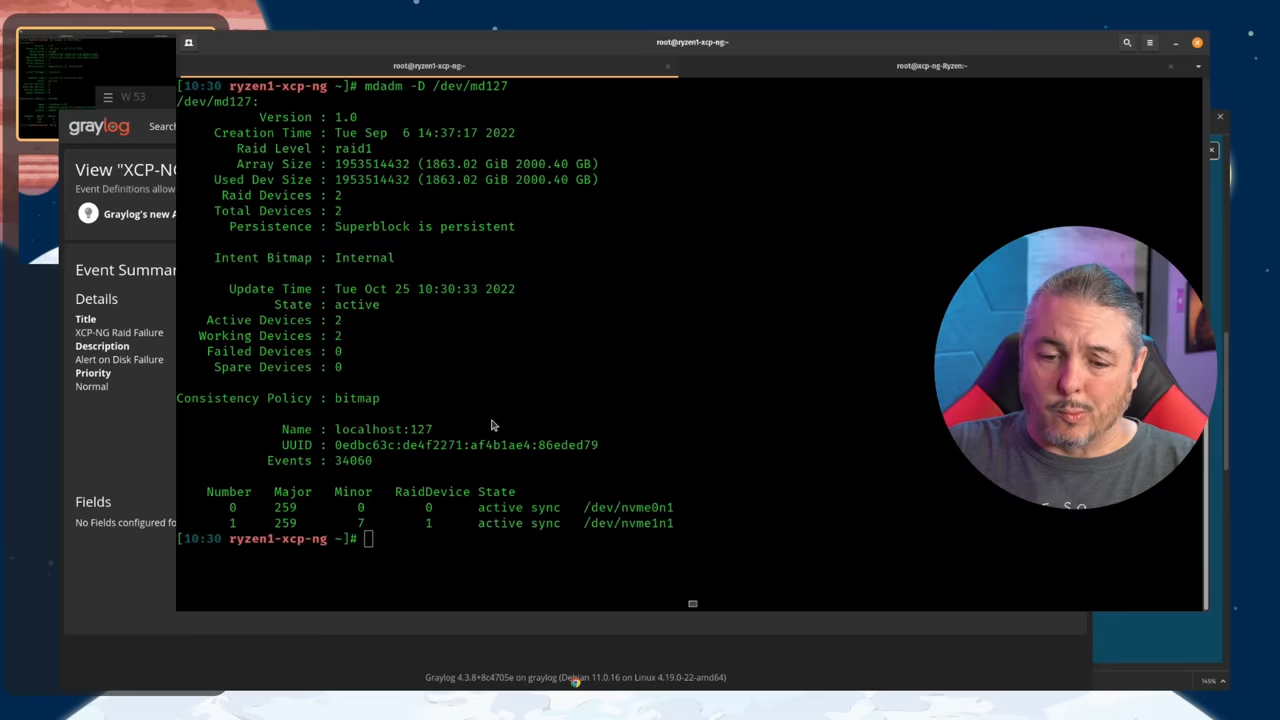 root@ryzen1-xcp-ng:~
root@ryzen1-xcp-ng:~
root@xcp-ng-Ryzen:~
[10:30 ryzen1-xcp-ng ~]# mdadm -D /dev/md127
/dev/md127:
Version : 1.0
Creation Time : Tue Sep  6 14:37:17 2022
Raid Level : raid1
Array Size : 1953514432 (1863.02 GiB 2000.40 GB)
Used Dev Size : 1953514432 (1863.02 GiB 2000.40 GB)
Raid Devices : 2
Total Devices : 2
Persistence : Superblock is persistent
Intent Bitmap : Internal
Update Time : Tue Oct 25 10:30:33 2022
State : active
Active Devices : 2
Working Devices : 2
Failed Devices : 0
Spare Devices : 0
Consistency Policy : bitmap
Name : localhost:127
UUID : 0edbc63c:de4f2271:af4b1ae4:86eded79
Events : 34060
Number Major Minor RaidDevice State
0 259 0 0 active sync /dev/nvme0n1
1 259 7 1 active sync /dev/nvme1n1
[10:30 ryzen1-xcp-ng ~]#
W 53
graylog Search
View "XCP-NG
Event Definitions allow
Graylog's new A
Event Summar
Details
Title
XCP-NG Raid Failure
Description
Alert on Disk Failure
Priority
Normal
Fields
No Fields configured fo
Graylog 4.3.8+8c4705e on graylog (Debian 11.0.16 on Linux 4.19.0-22-amd64)
145%